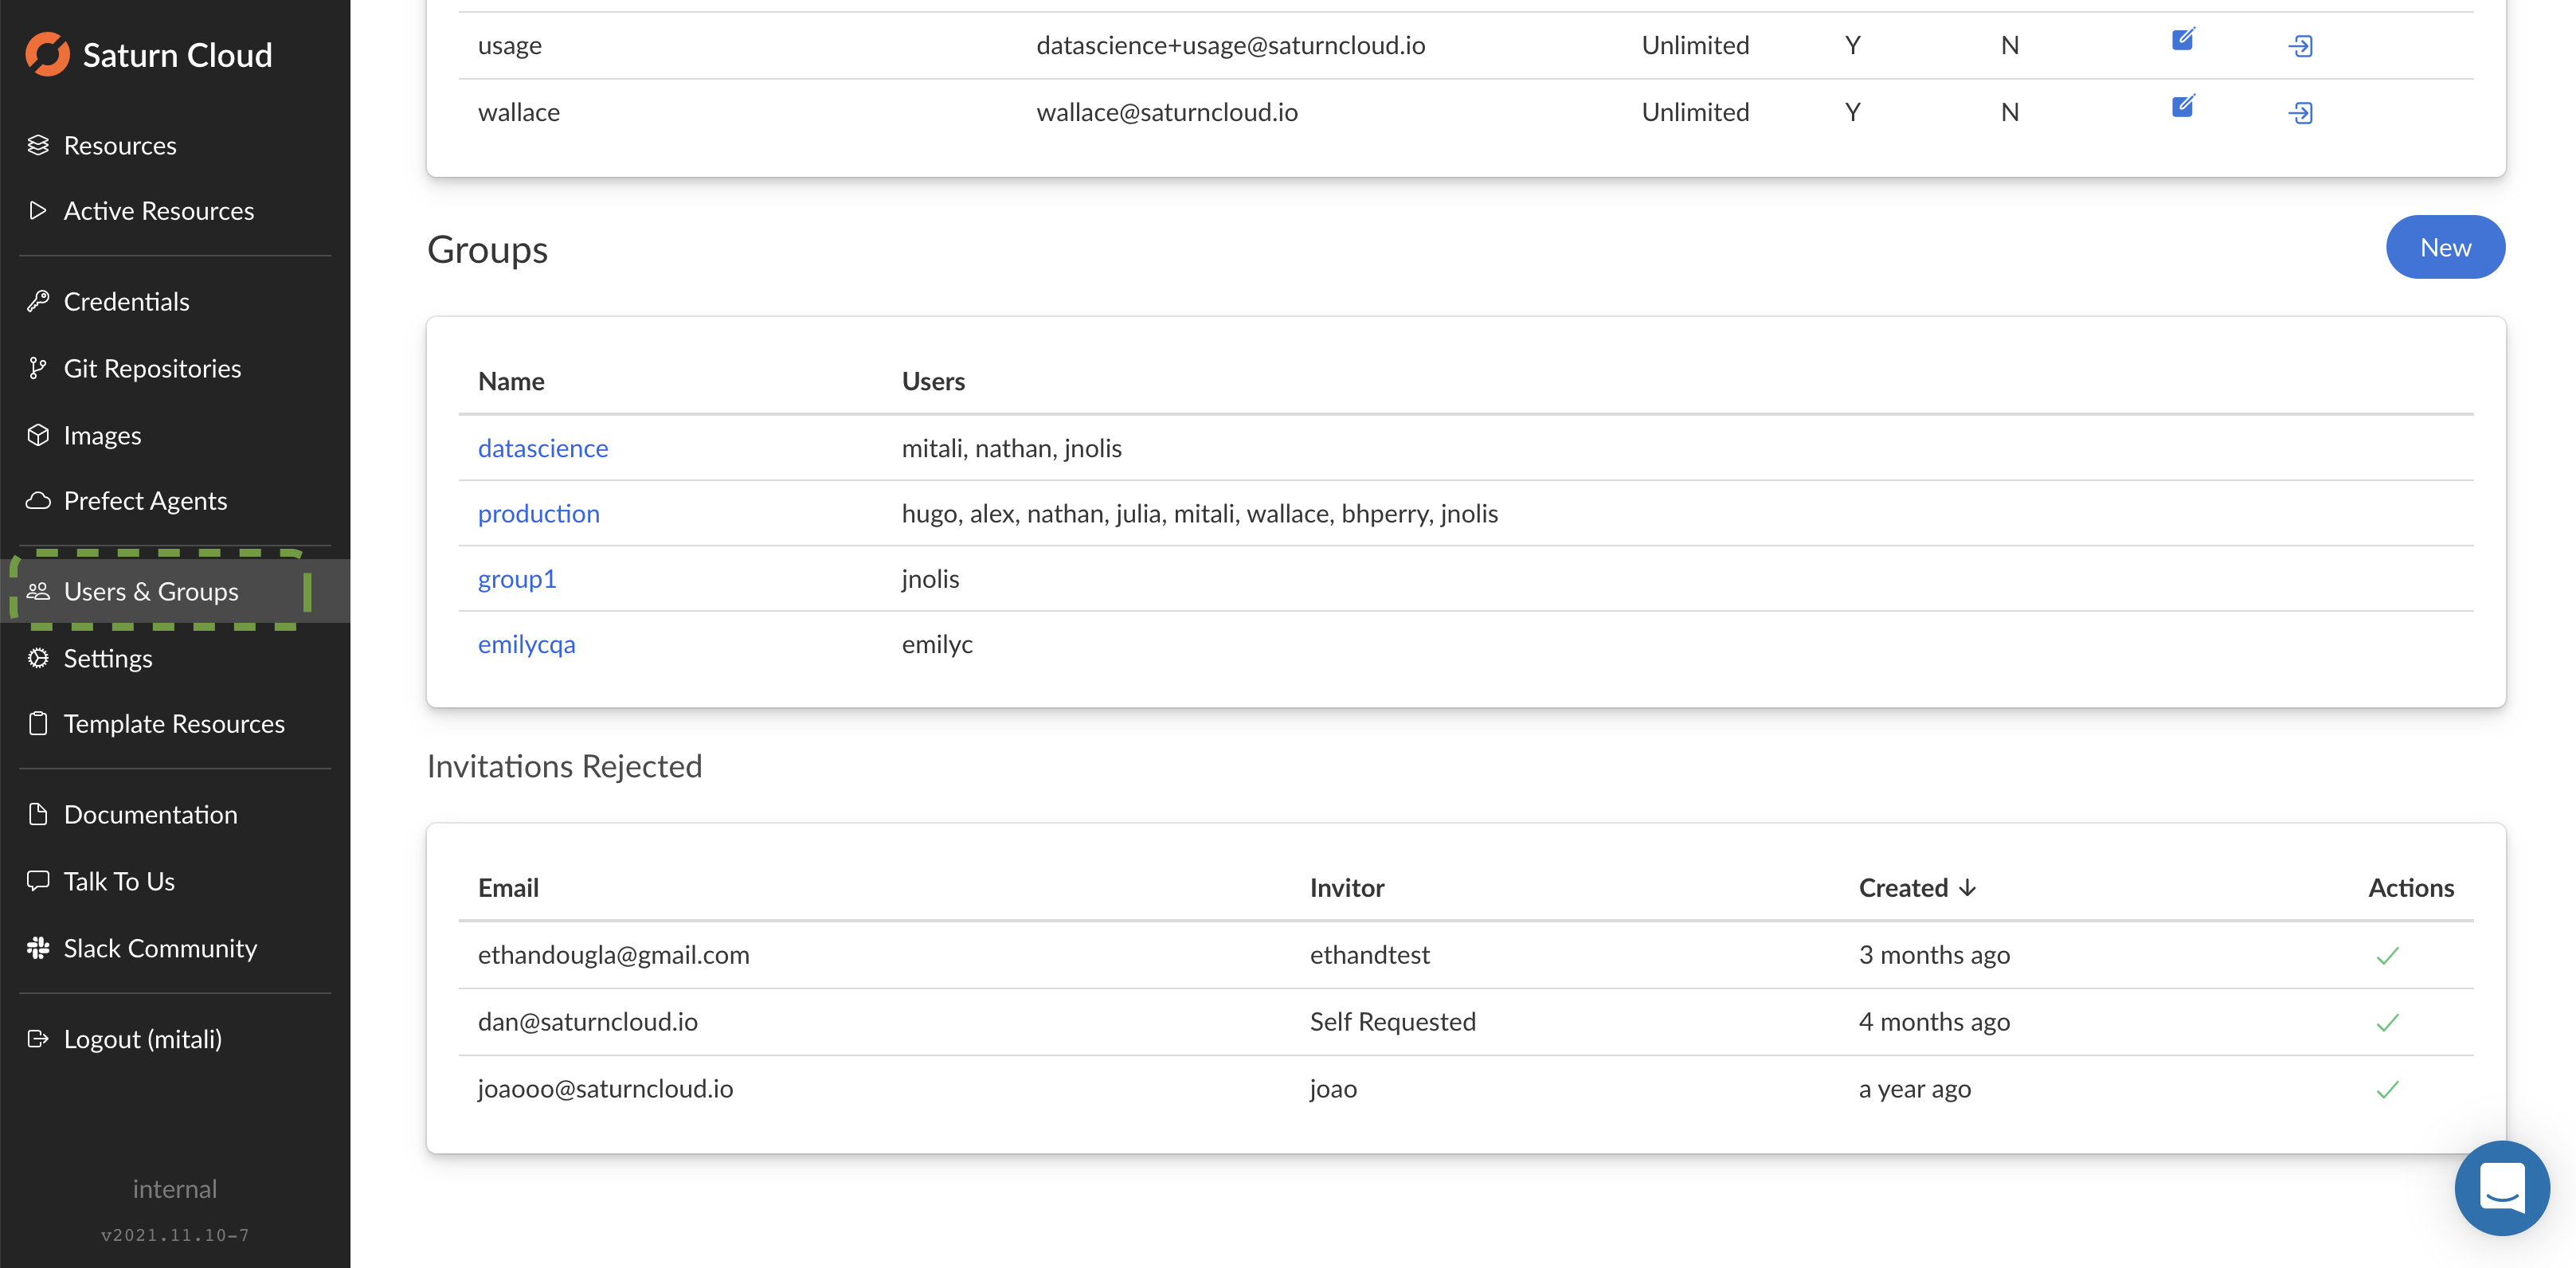 Saturn Cloud
Resources
Active Resources
Credentials
Git Repositories
Images
Prefect Agents
Users & Groups
Settings
Template Resources
Documentation
Talk To Us
Slack Community
Logout (mitali)
internal
v2021.11.10-7
usage datascience+usage@saturncloud.io Unlimited Y N
wallace wallace@saturncloud.io Unlimited Y N
Groups New
Name Users
datascience mitali, nathan, jnolis
production hugo, alex, nathan, julia, mitali, wallace, bhperry, jnolis
group1 jnolis
emilycqa emilyc
Invitations Rejected
Email Invitor Created Actions
ethandougla@gmail.com ethandtest 3 months ago
dan@saturncloud.io Self Requested 4 months ago
joaooo@saturncloud.io joao a year ago